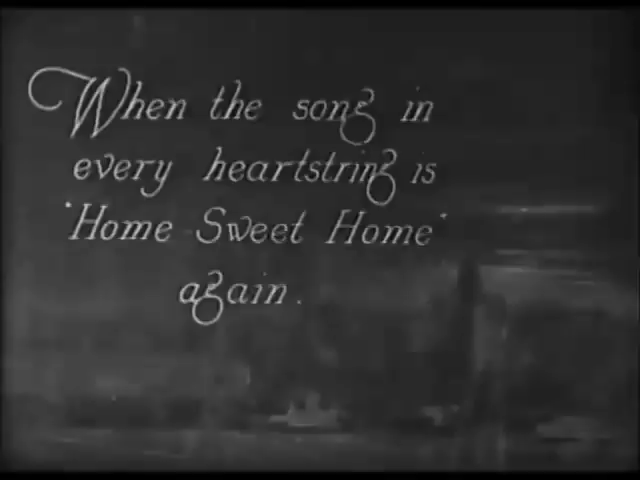 When the song in
every heartstring is
'Home Sweet Home'
again.